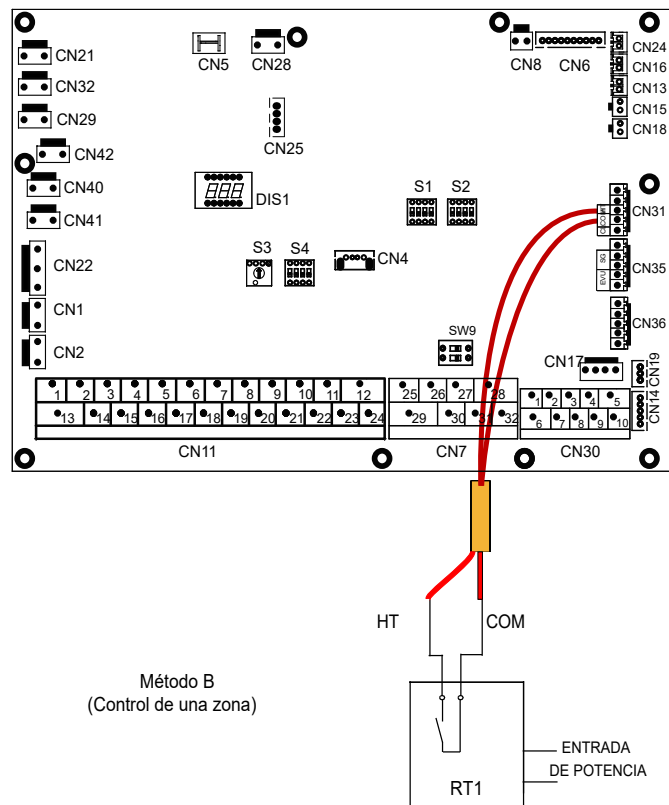 CN21
CN32
CN29
CN42
CN40
CN41
CN22
CN1
CN2
CN5
CN28
CN25
DIS1
CN8
CN6
CN24
CN16
CN13
CN15
CN18
S1
S2
S3
S4
CN4
SW9
CN31
SG
EVU
CN35
CN36
CN17
CN19
CN14
1 2 3 4 5 6 7 8 9 10 11 12
13 14 15 16 17 18 19 20 21 22 23 24
CN11
25 26 27 28
29 30 31 32
CN7
1 2 3 4 5
6 7 8 9 10
CN30
HT
COM
Método B
(Control de una zona)
RT1
ENTRADA
DE POTENCIA